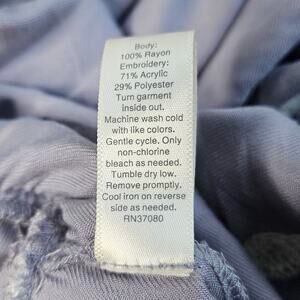 Body:
100% Rayon
Embroidery:
71% Acrylic
29% Polyester
Turn garment
inside out.
Machine wash cold
with like colors.
Gentle cycle. Only
non-chlorine
bleach as needed.
Tumble dry low.
Remove promptly.
Cool iron on reverse
side as needed.
RN37080